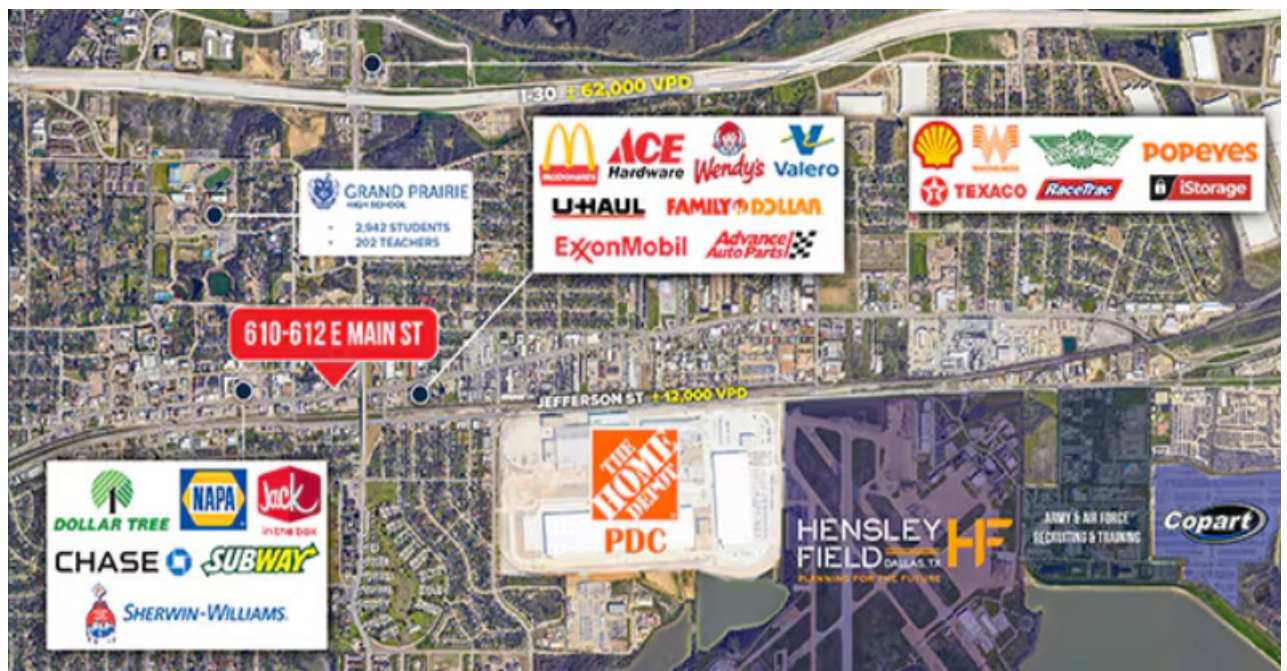 I-30 ± 62,000 VPD
McDonald's
ACE
Hardware
Wendy's
Valero
U-HAUL
FAMILY DOLLAR
ExxonMobil
Advance
Auto Parts
WHATABURGER
POPEYES
TEXACO
RaceTrac
iStorage
GRAND PRAIRIE
HIGH SCHOOL
• 2,942 STUDENTS
• 202 TEACHERS
610-612 E MAIN ST
JEFFERSON ST ± 12,000 VPD
THE
HOME
DEPOT
PDC
HENSLEY
FIELD DALLAS, TX
HF
PLANNING FOR THE FUTURE
ARMY & AIR FORCE
RECRUITING & TRAINING
Copart
DOLLAR TREE
NAPA
Jack
in the box
CHASE
SUBWAY
SHERWIN-WILLIAMS.